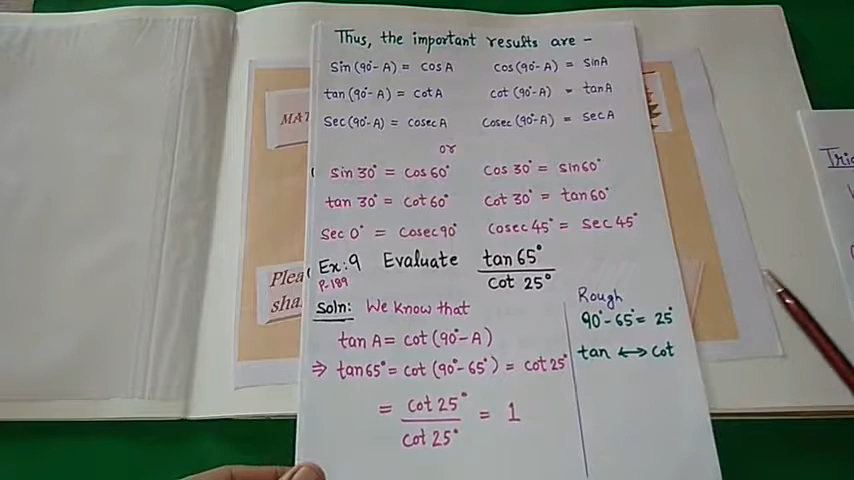 Thus, the important results are -
Sin (90°- A) = cos A cos (90°- A) = sin A
tan (90°- A) = cot A cot (90°- A) = tan A
Sec (90°- A) = cosec A cosec (90°- A) = sec A
or
sin 30° = cos 60° cos 30° = sin 60°
tan 30° = cot 60° cot 30° = tan 60°
Sec 0° = cosec 90° cosec 45° = sec 45°
Ex: 9 Evaluate tan 65° / cot 25°
P-189
Soln: We know that
tan A = cot (90°- A)
⇒ tan 65° = cot (90°- 65°) = cot 25°
= cot 25° / cot 25° = 1
Rough
90°- 65° = 25°
tan ↔ cot
MAT
Plea
sha